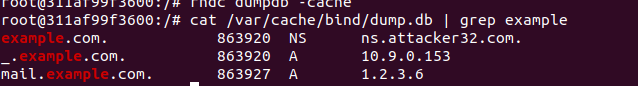 root@311af99f3600:/# rndc dumpdb -cache
root@311af99f3600:/# cat /var/cache/bind/dump.db | grep example
example.com. 863920 NS ns.attacker32.com.
_.example.com. 863920 A 10.9.0.153
mail.example.com. 863927 A 1.2.3.6